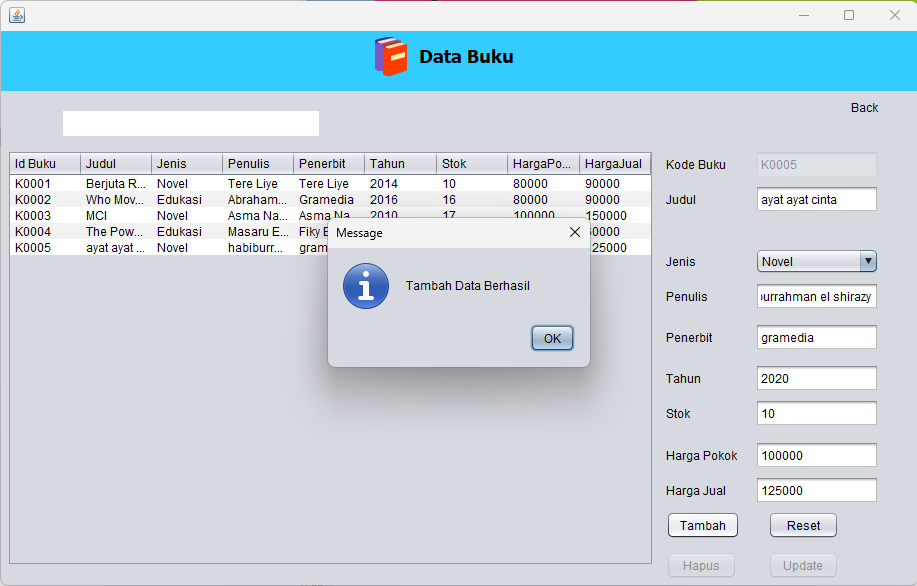 Data Buku
Back
Id Buku Judul Jenis Penulis Penerbit Tahun Stok HargaPo... HargaJual
K0001 Berjuta R... Novel Tere Liye Tere Liye 2014 10 80000 90000
K0002 Who Mov... Edukasi Abraham... Gramedia 2016 16 80000 90000
K0003 MCI Novel Asma Na... Asma Na... 2010 17 100000 150000
K0004 The Pow... Edukasi Masaru E... Fiky
K0005 ayat ayat ... Novel habiburr... gram 25000
Message
Tambah Data Berhasil
OK
Kode Buku K0005
Judul ayat ayat cinta
Jenis Novel
Penulis urrahman el shirazy
Penerbit gramedia
Tahun 2020
Stok 10
Harga Pokok 100000
Harga Jual 125000
Tambah Reset
Hapus Update